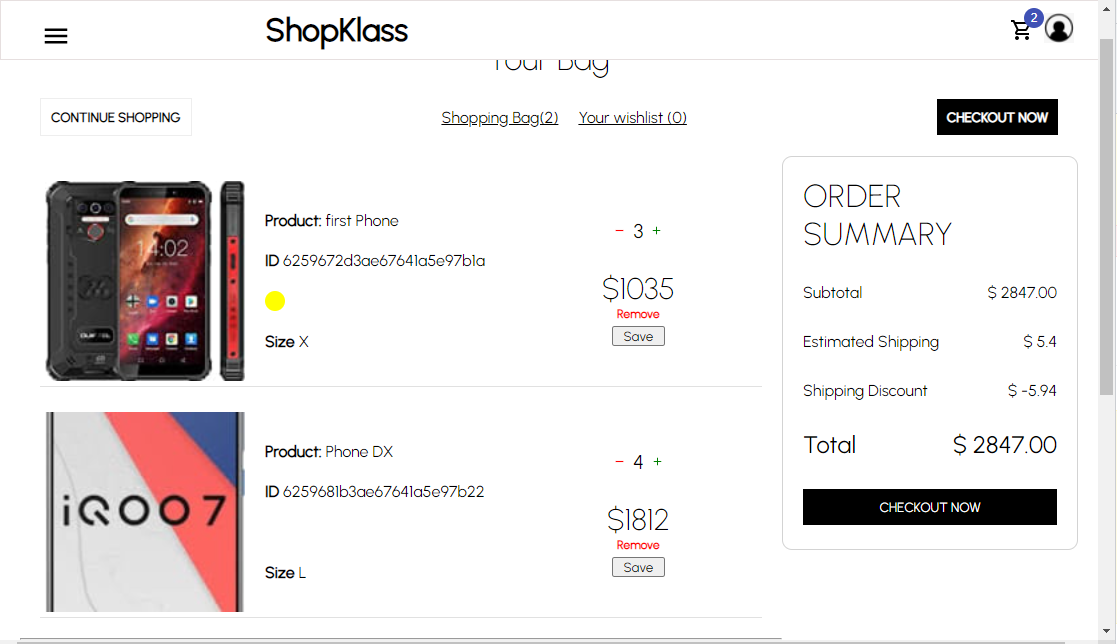 ShopKlass
2
Your Bag
CONTINUE SHOPPING
Shopping Bag(2) Your wishlist (0)
CHECKOUT NOW
14:02
Product: first Phone
ID 6259672d3ae67641a5e97b1a
Size X
− 3 +
$1035
Remove
Save
iQOO 7
Product: Phone DX
ID 6259681b3ae67641a5e97b22
Size L
− 4 +
$1812
Remove
Save
ORDER
SUMMARY
Subtotal $ 2847.00
Estimated Shipping $ 5.4
Shipping Discount $ -5.94
Total $ 2847.00
CHECKOUT NOW